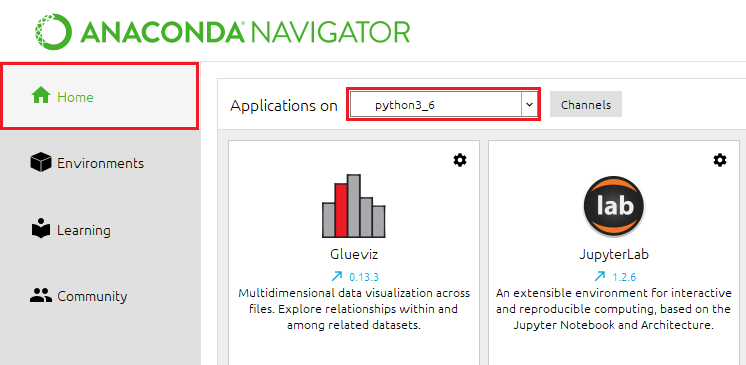 ANACONDA NAVIGATOR
Home
Environments
Learning
Community
Applications on python3_6 Channels
Glueviz
0.13.3
Multidimensional data visualization across
files. Explore relationships within and
among related datasets.
lab
JupyterLab
1.2.6
An extensible environment for interactive
and reproducible computing, based on the
Jupyter Notebook and Architecture.